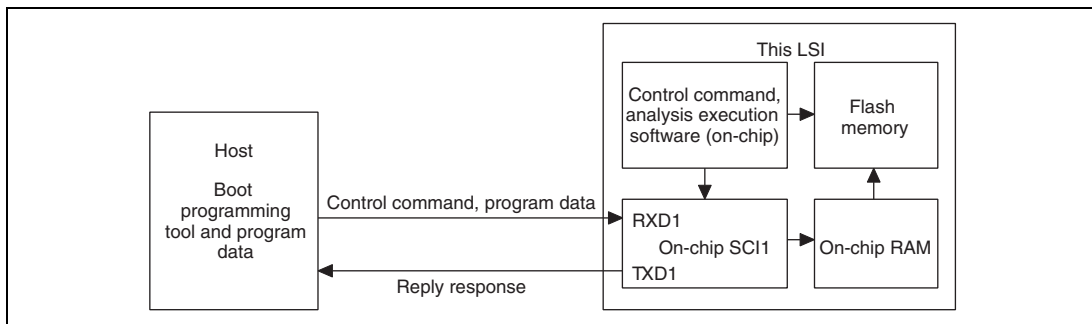 This LSI
Control command,
analysis execution
software (on-chip)
Flash
memory
Host
Boot
programming
tool and program
data
Control command, program data
RXD1
On-chip SCI1
TXD1
On-chip RAM
Reply response